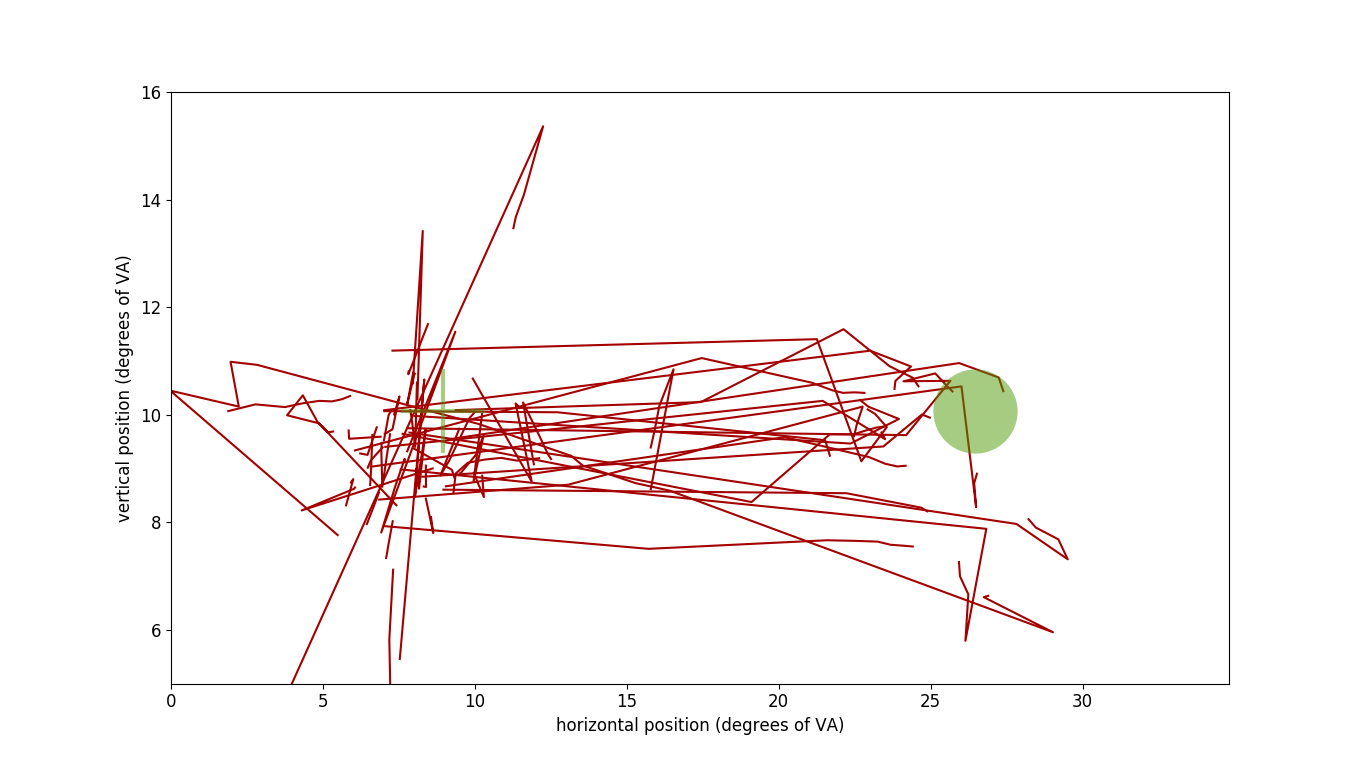 16
14
12
10
8
6
vertical position (degrees of VA)
0 5 10 15 20 25 30
horizontal position (degrees of VA)